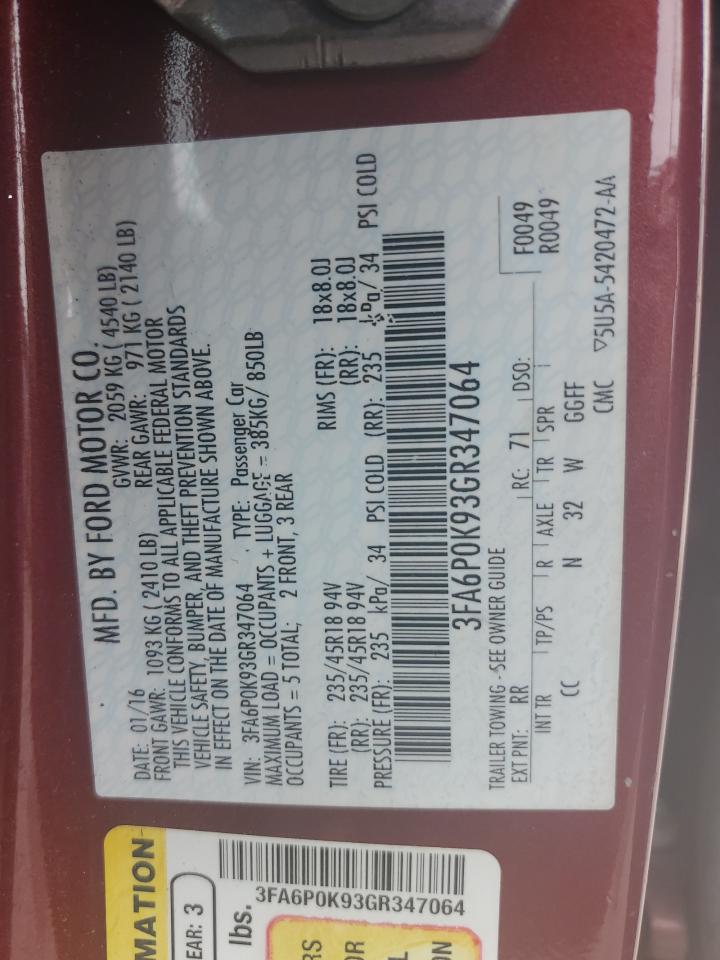 MFD. BY FORD MOTOR CO.
DATE: 01/16 GVWR: 2059 KG ( 4540 LB)
FRONT GAWR: 1093 KG ( 2410 LB) REAR GAWR: 971 KG ( 2140 LB)
THIS VEHICLE CONFORMS TO ALL APPLICABLE FEDERAL MOTOR
VEHICLE SAFETY, BUMPER, AND THEFT PREVENTION STANDARDS
IN EFFECT ON THE DATE OF MANUFACTURE SHOWN ABOVE.
VIN: 3FA6P0K93GR347064 TYPE: Passenger Car
MAXIMUM LOAD = OCCUPANTS + LUGGAGE = 385KG/ 850LB
OCCUPANTS = 5 TOTAL; 2 FRONT, 3 REAR
TIRE (FR): 235/45R18 94V RIMS (FR): 18x8.0J
(RR): 235/45R18 94V (RR): 18x8.0J
PRESSURE (FR): 235 kPa/ 34 PSI COLD (RR): 235 kPa/ 34 PSI COLD
3FA6P0K93GR347064
TRAILER TOWING - SEE OWNER GUIDE F0049
EXT PNT: RR RC: 71 DSO: R0049
INT TR TP/PS R AXLE TR SPR
CC N 32 W GGFF
CMC ▽5U5A-5420472-AA
MATION
EAR: 3
lbs.
3FA6P0K93GR347064
RS
OR
L
ON